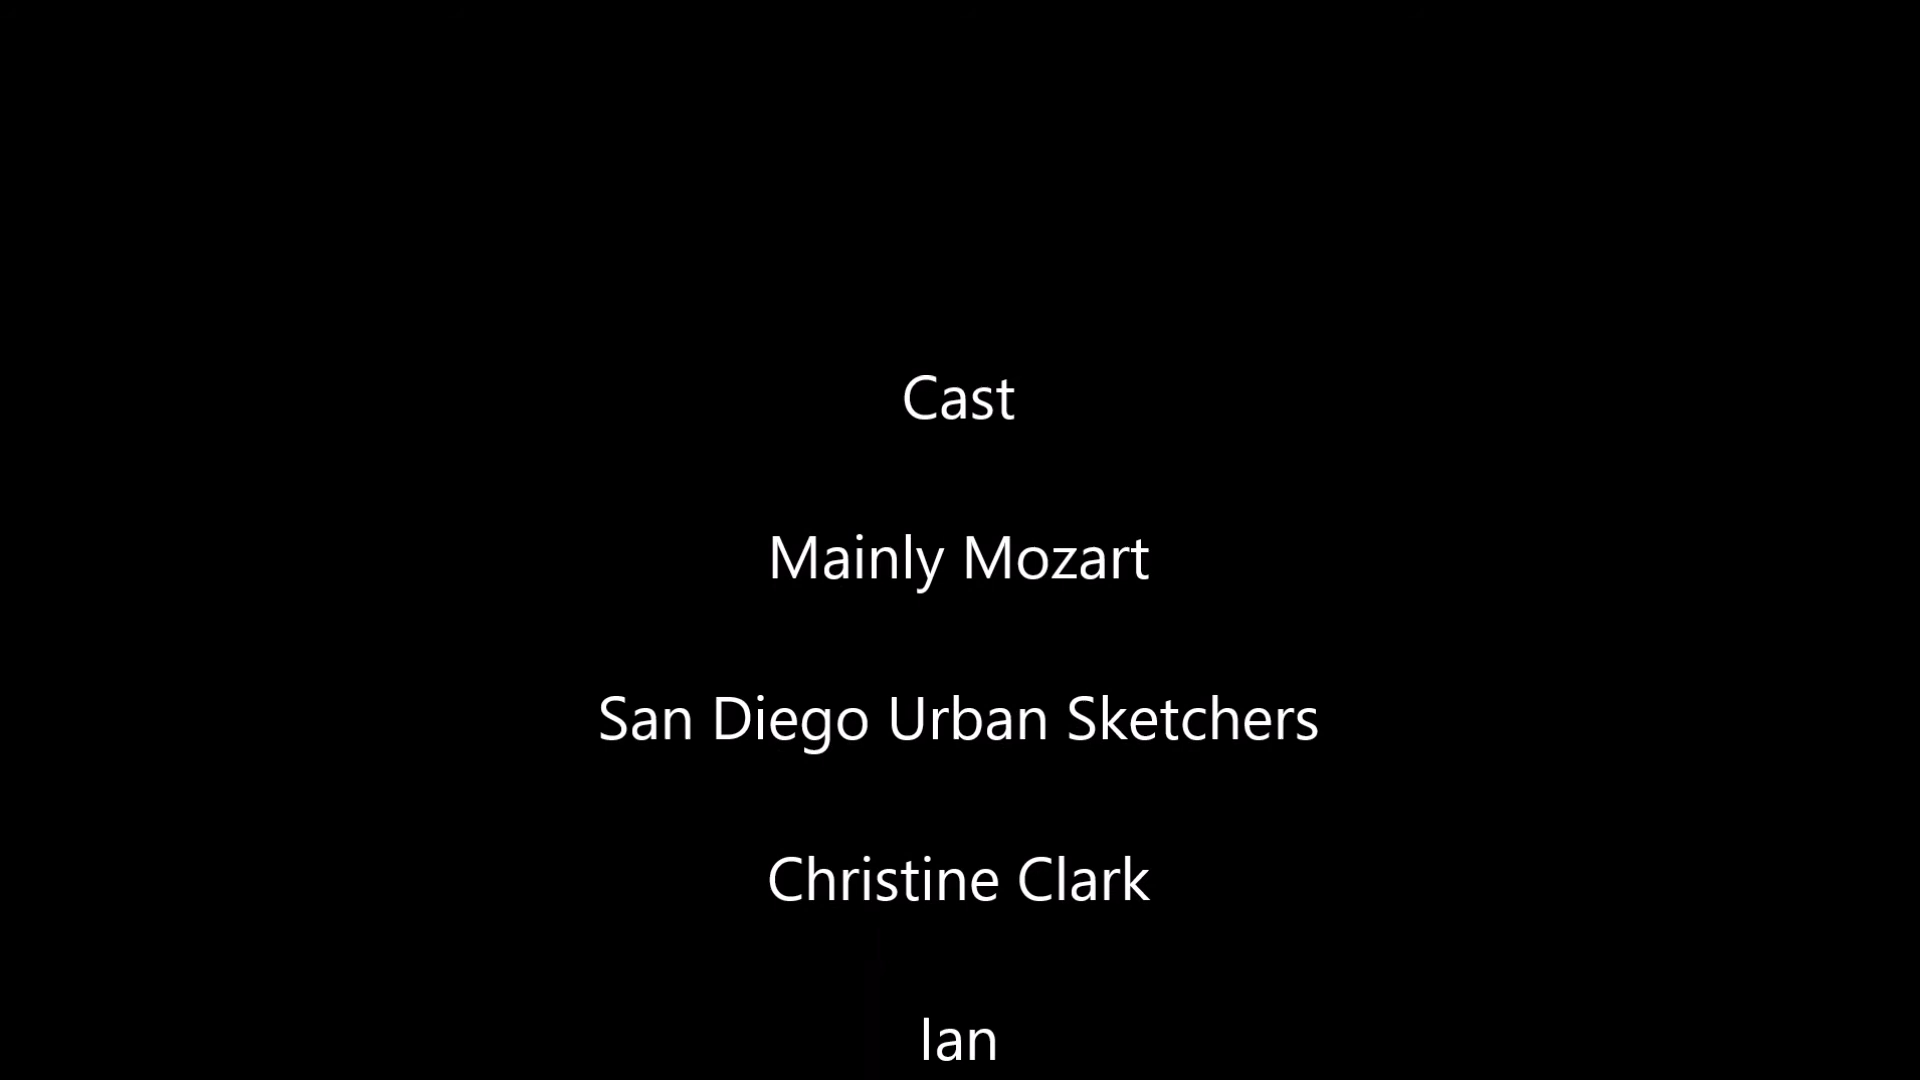 Cast
Mainly Mozart
San Diego Urban Sketchers
Christine Clark
Ian